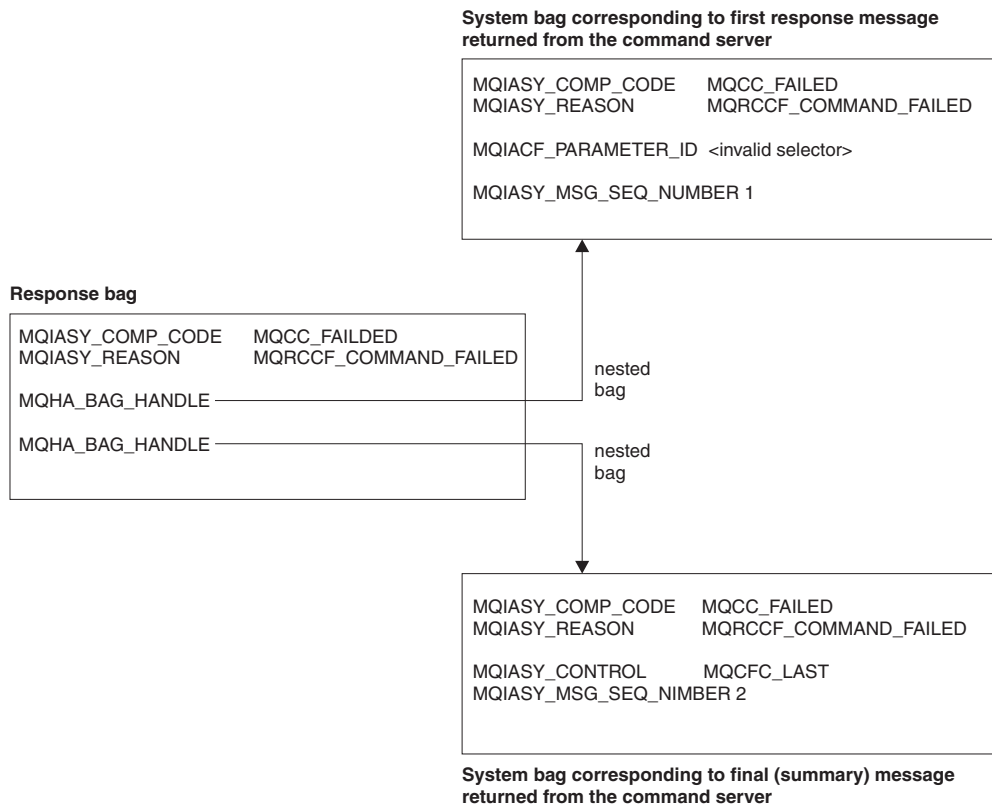 System bag corresponding to first response message
returned from the command server
MQIASY_COMP_CODE MQCC_FAILED
MQIASY_REASON MQRCCF_COMMAND_FAILED
MQIACF_PARAMETER_ID <invalid selector>
MQIASY_MSG_SEQ_NUMBER 1
Response bag
MQIASY_COMP_CODE MQCC_FAILDED
MQIASY_REASON MQRCCF_COMMAND_FAILED
MQHA_BAG_HANDLE
nested
bag
MQHA_BAG_HANDLE
nested
bag
MQIASY_COMP_CODE MQCC_FAILED
MQIASY_REASON MQRCCF_COMMAND_FAILED
MQIASY_CONTROL MQCFC_LAST
MQIASY_MSG_SEQ_NIMBER 2
System bag corresponding to final (summary) message
returned from the command server